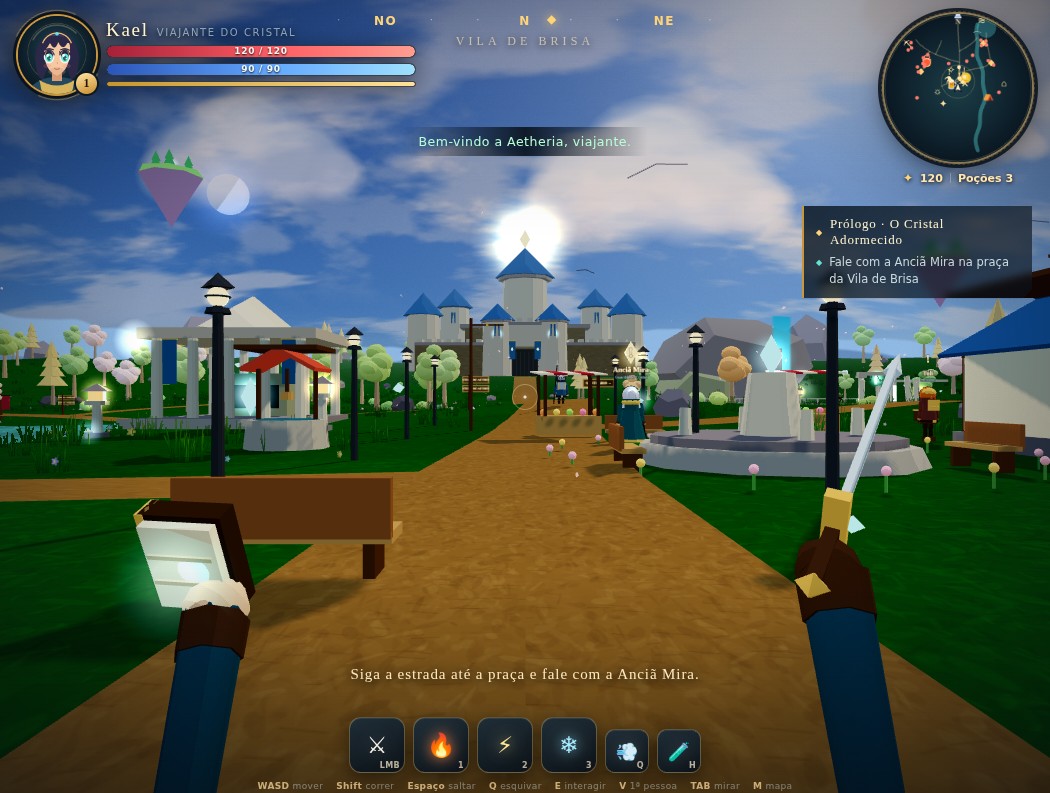 NO N NE
VILA DE BRISA
Kael VIAJANTE DO CRISTAL
120 / 120
90 / 90
1
Bem-vindo a Aetheria, viajante.
120 | Poções 3
Prólogo · O Cristal
Adormecido
Fale com a Anciã Mira na praça
da Vila de Brisa
Anciã Mira
Siga a estrada até a praça e fale com a Anciã Mira.
LMB 1 2 3 Q H
WASD mover Shift correr Espaço saltar Q esquivar E interagir V 1ª pessoa TAB mirar M mapa